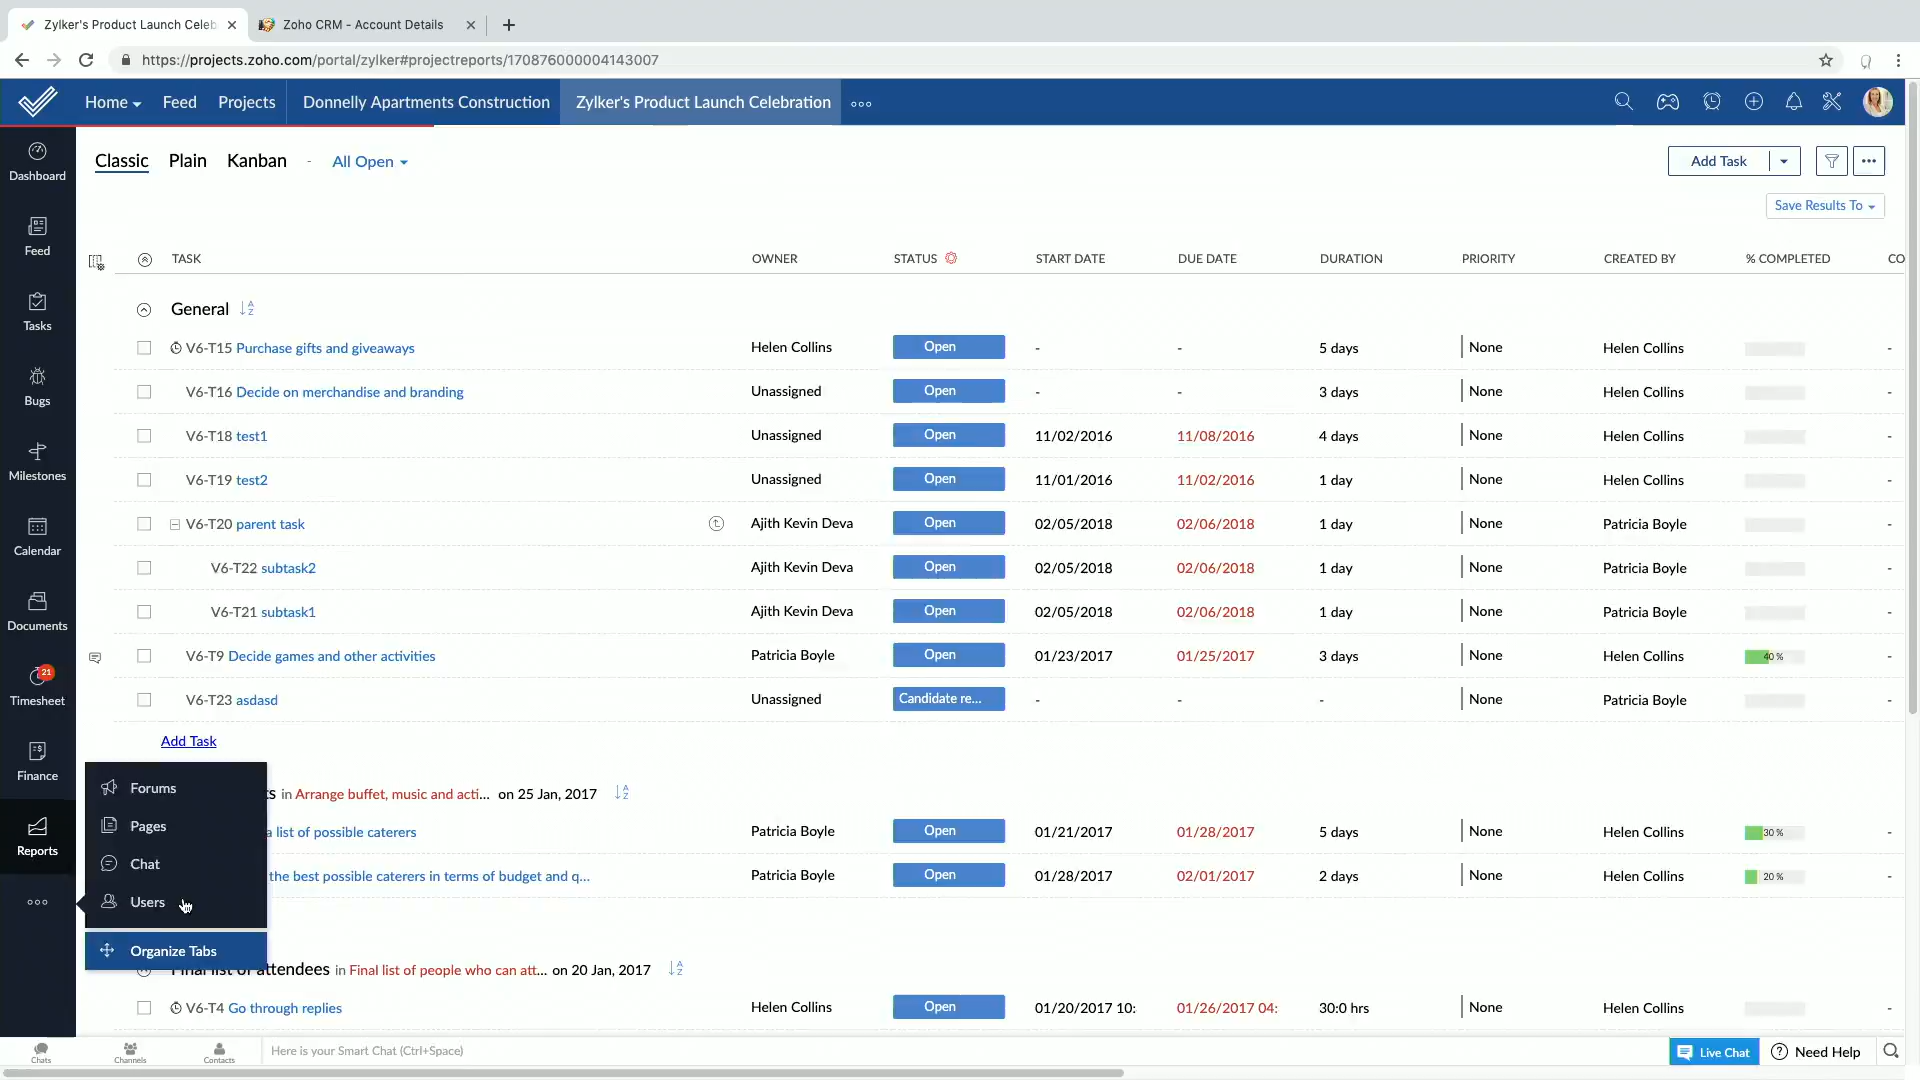 Zylker's Product Launch Celeb
Zoho CRM - Account Details
https://projects.zoho.com/portal/zylker#projectreports/170876000004143007
Home Feed Projects Donnelly Apartments Construction Zylker's Product Launch Celebration
Dashboard
Feed
Tasks
Bugs
Milestones
Calendar
Documents
21
Timesheet
Finance
Reports
Classic Plain Kanban - All Open
Add Task
Save Results To
TASK OWNER STATUS START DATE DUE DATE DURATION PRIORITY CREATED BY % COMPLETED CO
General
V6-T15 Purchase gifts and giveaways Helen Collins Open - - 5 days None Helen Collins -
V6-T16 Decide on merchandise and branding Unassigned Open - - 3 days None Helen Collins -
V6-T18 test1 Unassigned Open 11/02/2016 11/08/2016 4 days None Helen Collins -
V6-T19 test2 Unassigned Open 11/01/2016 11/02/2016 1 day None Helen Collins -
V6-T20 parent task Ajith Kevin Deva Open 02/05/2018 02/06/2018 1 day None Patricia Boyle -
V6-T22 subtask2 Ajith Kevin Deva Open 02/05/2018 02/06/2018 1 day None Patricia Boyle -
V6-T21 subtask1 Ajith Kevin Deva Open 02/05/2018 02/06/2018 1 day None Patricia Boyle -
V6-T9 Decide games and other activities Patricia Boyle Open 01/23/2017 01/25/2017 3 days None Helen Collins 40 % -
V6-T23 asdasd Unassigned Candidate re... - - - None Patricia Boyle -
Add Task
Forums
Pages
Chat
Users
Organize Tabs
ts in Arrange buffet, music and acti... on 25 Jan, 2017
a list of possible caterers Patricia Boyle Open 01/21/2017 01/28/2017 5 days None Helen Collins 30 % -
the best possible caterers in terms of budget and q... Patricia Boyle Open 01/28/2017 02/01/2017 2 days None Helen Collins 20 % -
Final list of attendees in Final list of people who can att... on 20 Jan, 2017
V6-T4 Go through replies Helen Collins Open 01/20/2017 10: 01/26/2017 04: 30:0 hrs None Helen Collins -
Chats Channels Contacts Here is your Smart Chat (Ctrl+Space)
Live Chat Need Help